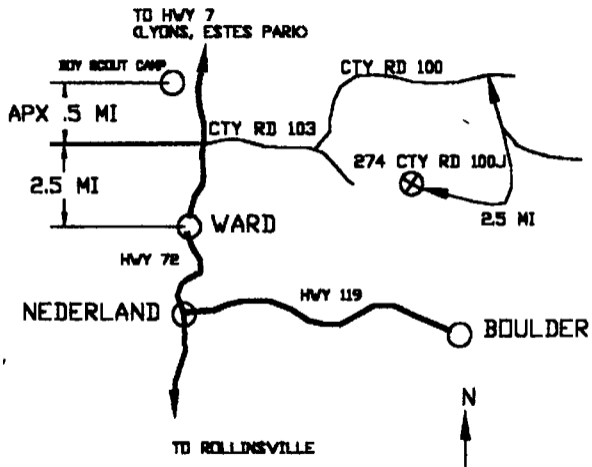 TO HWY 7
(LYONS, ESTES PARK)
BOY SCOUT CAMP
CTY RD 100
APX .5 MI
CTY RD 103
274 CTY RD 100J
2.5 MI
2.5 MI
WARD
HWY 72
NEDERLAND
HWY 119
BOULDER
N
TO ROLLINSVILLE